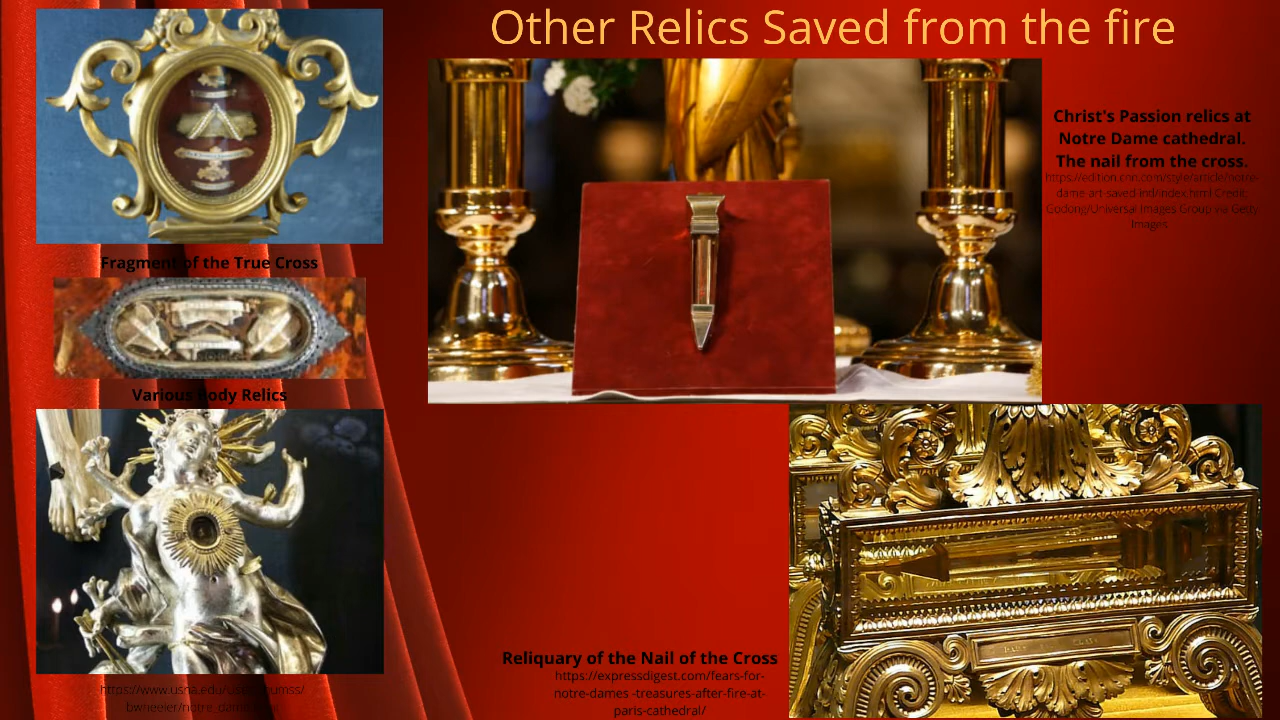 Other Relics Saved from the fire
Christ's Passion relics at
Notre Dame cathedral.
The nail from the cross.
https://edition.cnn.com/style/article/notre-
dame-art-saved-lnd/index.html Credit:
Godong/Universal Images Group via Getty
Images
Fragment of the True Cross
Various Body Relics
https://www.usna.edu/
Reliquary of the Nail of the Cross
https://expressdigest.com/fears-for-
notre-dames -treasures-after-fire-at-
paris-cathedral/